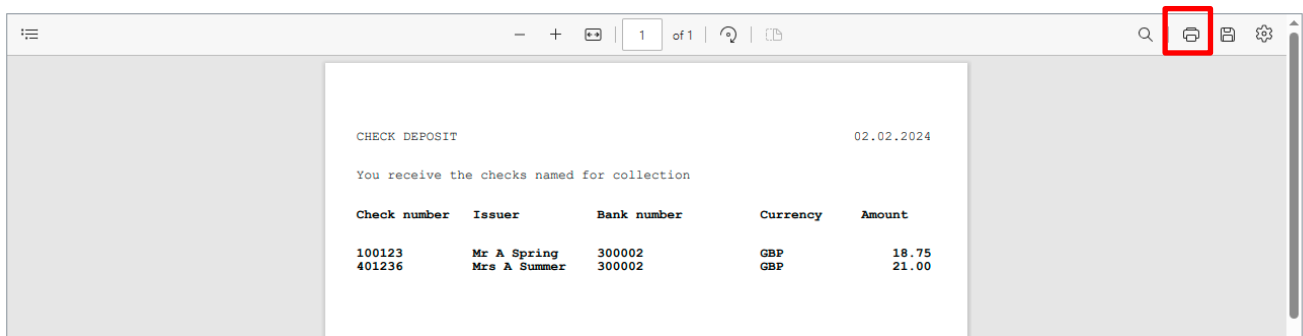 1 of 1
CHECK DEPOSIT 02.02.2024
You receive the checks named for collection
Check number Issuer Bank number Currency Amount
100123 Mr A Spring 300002 GBP 18.75
401236 Mrs A Summer 300002 GBP 21.00